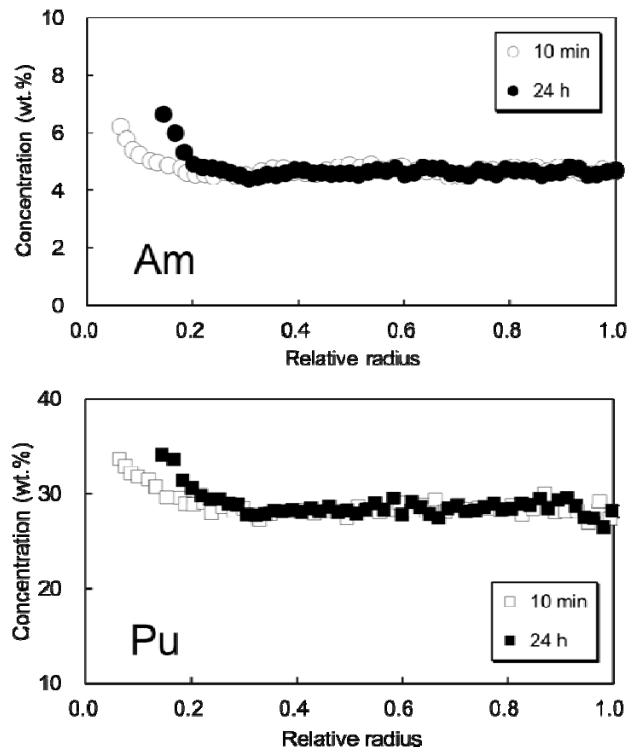 10
8
6
4
2
0
Concentration (wt.%)
10 min
24 h
Am
0.0 0.2 0.4 0.6 0.8 1.0
Relative radius
40
30
20
10
Concentration (wt.%)
10 min
24 h
Pu
0.0 0.2 0.4 0.6 0.8 1.0
Relative radius